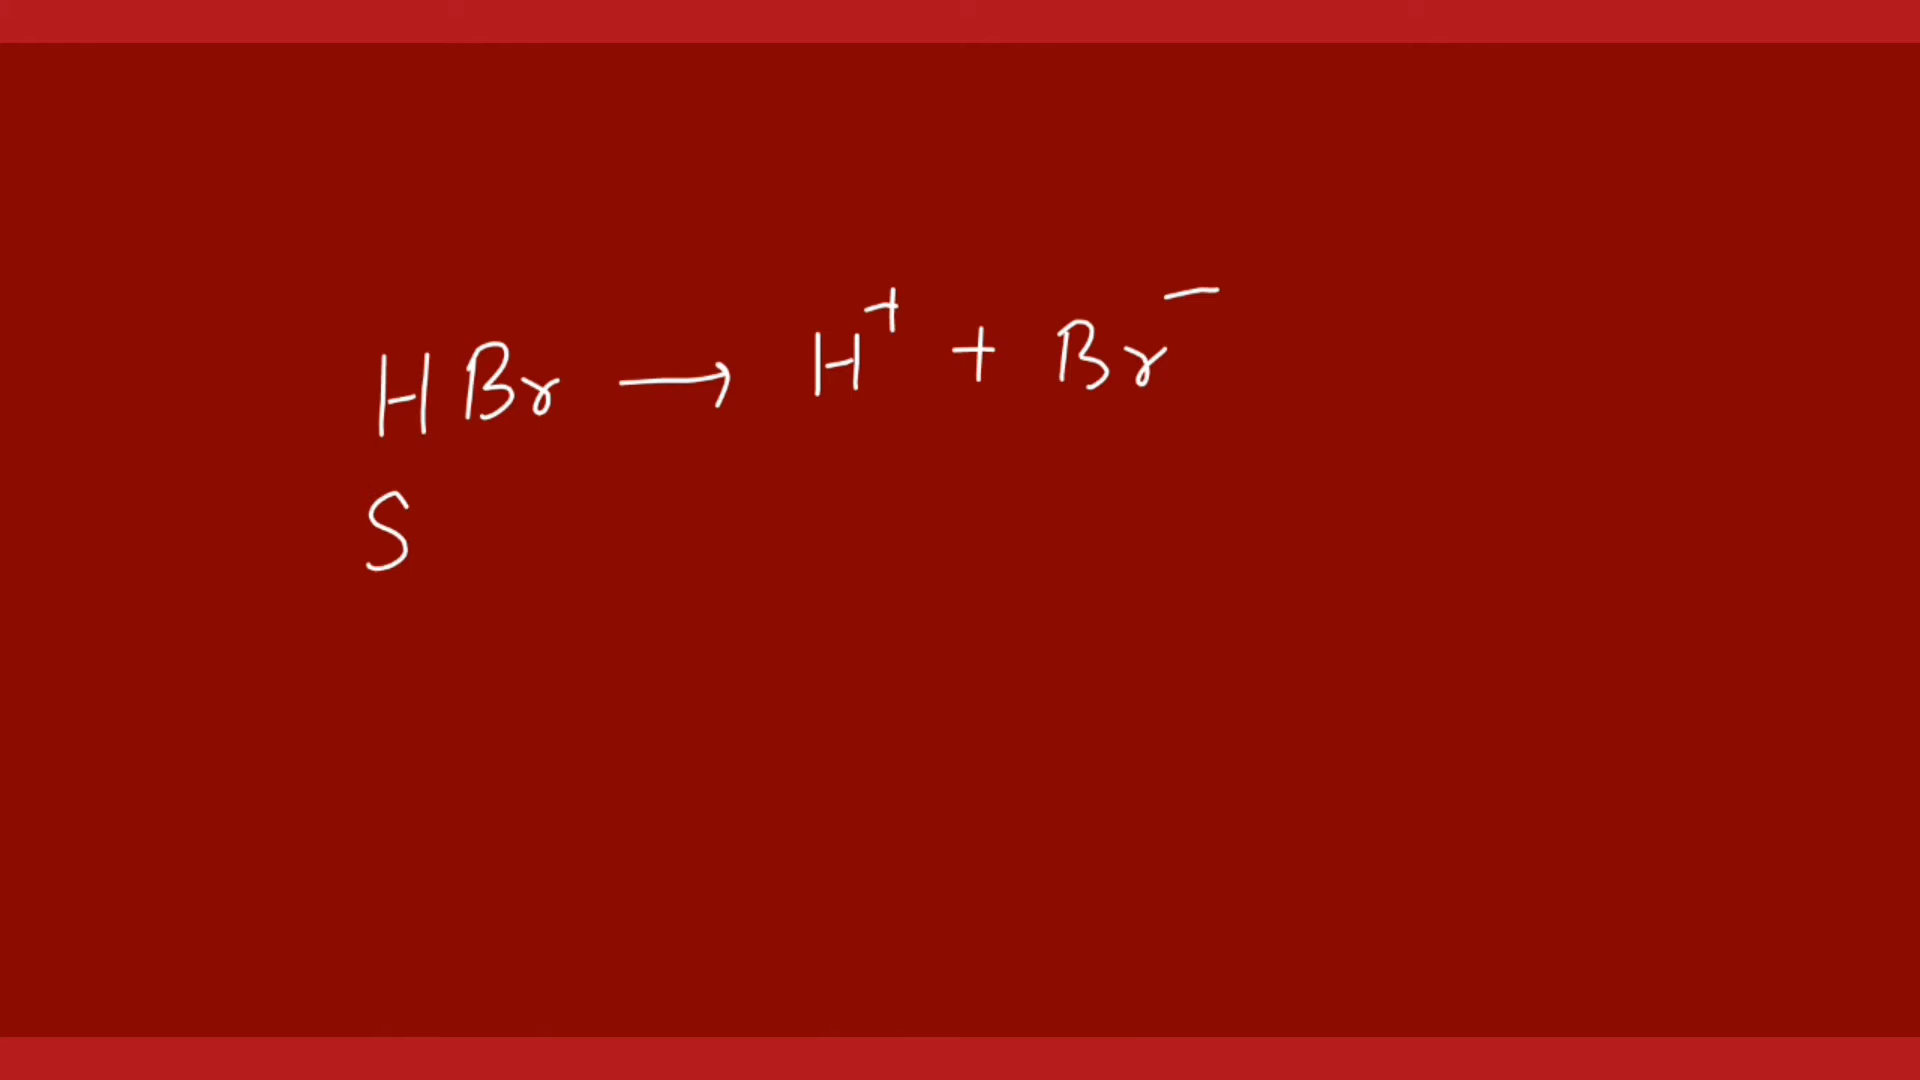 HBr → H⁺ + Br⁻
S